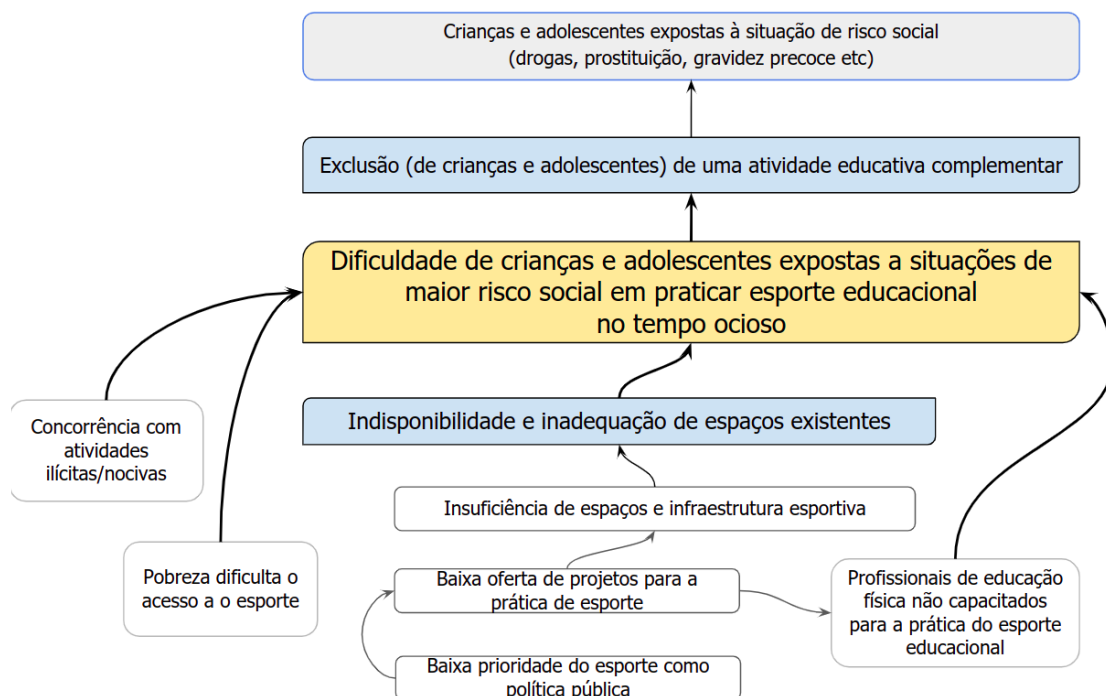 Crianças e adolescentes expostas à situação de risco social
(drogas, prostituição, gravidez precoce etc)
Exclusão (de crianças e adolescentes) de uma atividade educativa complementar
Dificuldade de crianças e adolescentes expostas a situações de
maior risco social em praticar esporte educacional
no tempo ocioso
Concorrência com
atividades
ilícitas/nocivas
Indisponibilidade e inadequação de espaços existentes
Insuficiência de espaços e infraestrutura esportiva
Pobreza dificulta o
acesso a o esporte
Baixa oferta de projetos para a
prática de esporte
Profissionais de educação
física não capacitados
para a prática do esporte
educacional
Baixa prioridade do esporte como
política pública